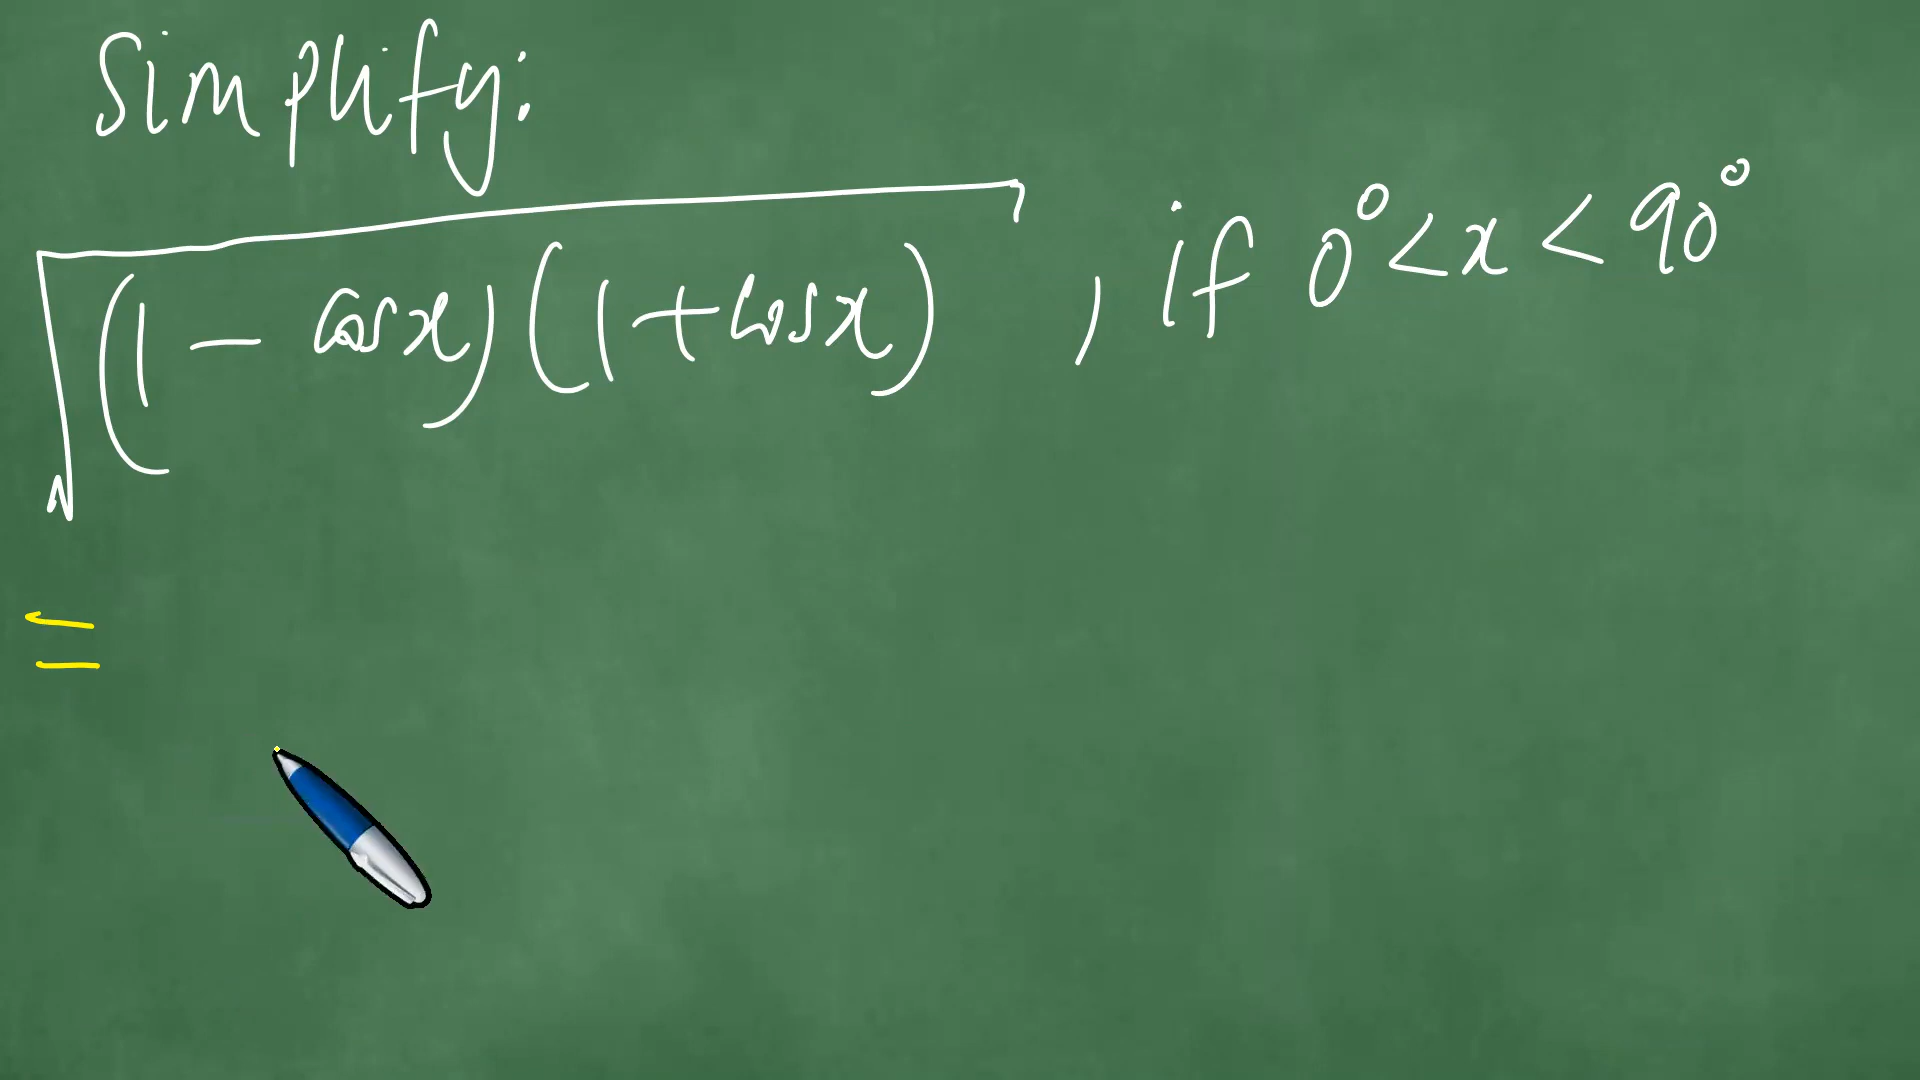 Simplify:
√(1 - cosx)(1 + cosx) , if 0° < x < 90°
=